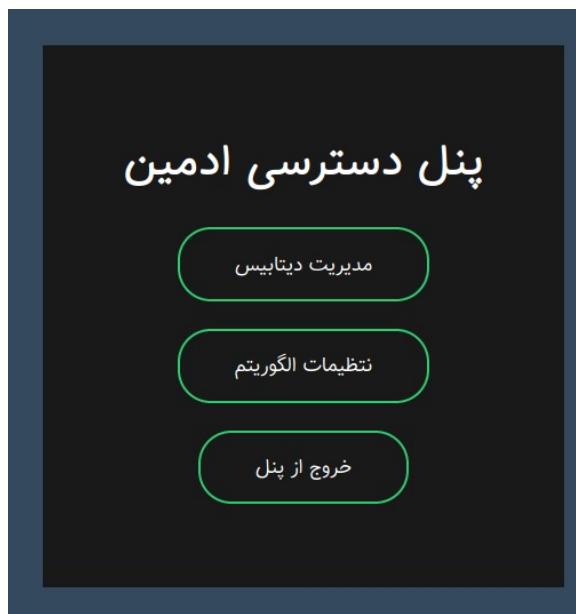 پنل دسترسی ادمین
مدیریت دیتابیس
نتظیمات الگوریتم
خروج از پنل